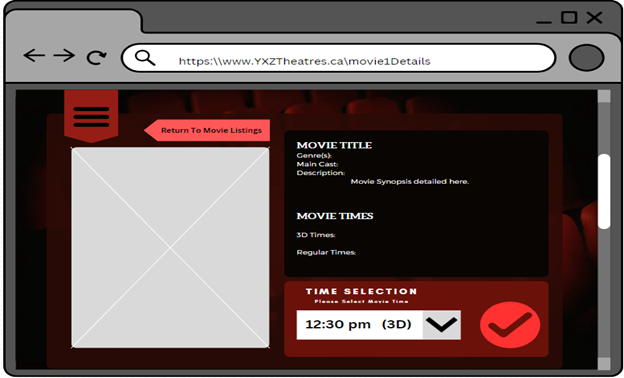 https:\\www.YXZTheatres.ca\movie1Details
Return To Movie Listings
MOVIE TITLE
Genre(s):
Main Cast:
Description:
Movie Synopsis detailed here.
MOVIE TIMES
3D Times:
Regular Times:
TIME SELECTION
Please Select Movie Time
12:30 pm (3D)